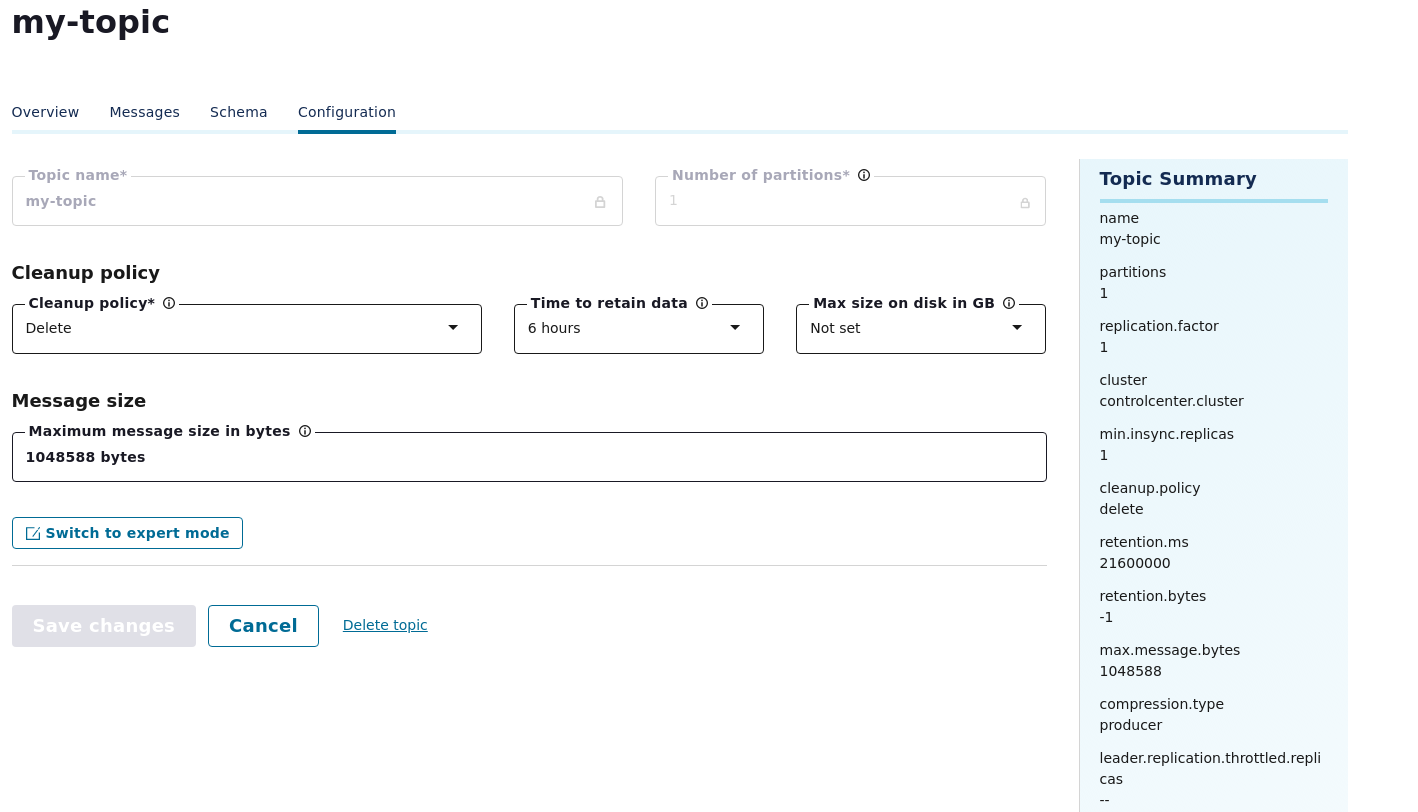 my-topic
Overview Messages Schema Configuration
Topic name*
my-topic
Number of partitions*
1
Cleanup policy
Cleanup policy*
Delete
Time to retain data
6 hours
Max size on disk in GB
Not set
Message size
Maximum message size in bytes
1048588 bytes
Switch to expert mode
Save changes
Cancel
Delete topic
Topic Summary
name
my-topic
partitions
1
replication.factor
1
cluster
controlcenter.cluster
min.insync.replicas
1
cleanup.policy
delete
retention.ms
21600000
retention.bytes
-1
max.message.bytes
1048588
compression.type
producer
leader.replication.throttled.repli
cas
--